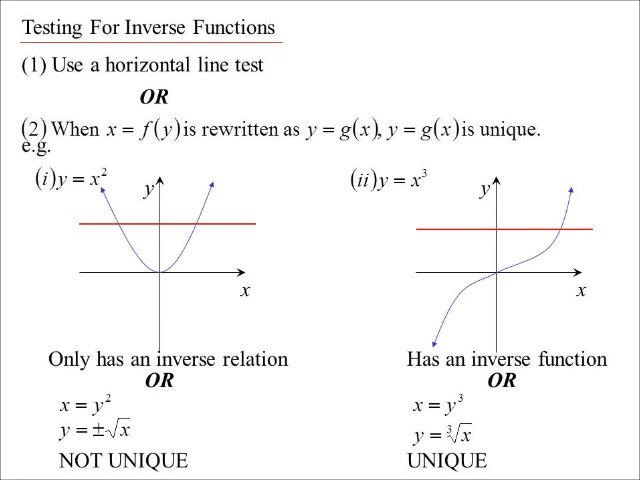 Testing For Inverse Functions
(1) Use a horizontal line test
OR
(2) When x = f(y) is rewritten as y = g(x), y = g(x) is unique.
e.g.
(i) y = x²
y
x
Only has an inverse relation
OR
x = y²
y = ±√x
NOT UNIQUE
(ii) y = x³
y
x
Has an inverse function
OR
x = y³
y = ∛x
UNIQUE